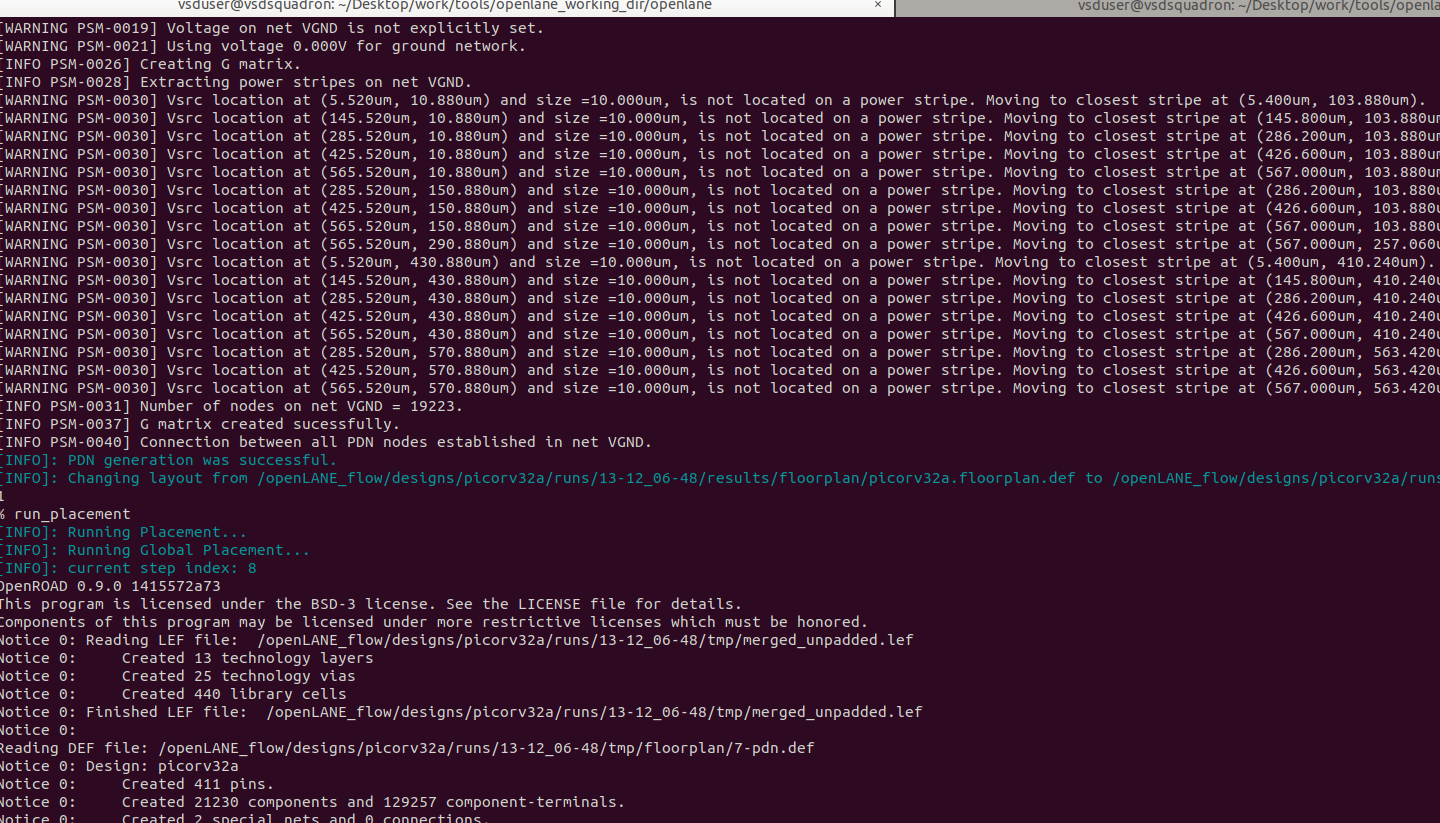 vsduser@vsdsquadron: ~/Desktop/work/tools/openlane_working_dir/openlane × vsduser@vsdsquadron: ~/Desktop/work/tools/openla
[WARNING PSM-0019] Voltage on net VGND is not explicitly set.
[WARNING PSM-0021] Using voltage 0.000V for ground network.
[INFO PSM-0026] Creating G matrix.
[INFO PSM-0028] Extracting power stripes on net VGND.
[WARNING PSM-0030] Vsrc location at (5.520um, 10.880um) and size =10.000um, is not located on a power stripe. Moving to closest stripe at (5.400um, 103.880um).
[WARNING PSM-0030] Vsrc location at (145.520um, 10.880um) and size =10.000um, is not located on a power stripe. Moving to closest stripe at (145.800um, 103.880um
[WARNING PSM-0030] Vsrc location at (285.520um, 10.880um) and size =10.000um, is not located on a power stripe. Moving to closest stripe at (286.200um, 103.880u
[WARNING PSM-0030] Vsrc location at (425.520um, 10.880um) and size =10.000um, is not located on a power stripe. Moving to closest stripe at (426.600um, 103.880u
[WARNING PSM-0030] Vsrc location at (565.520um, 10.880um) and size =10.000um, is not located on a power stripe. Moving to closest stripe at (567.000um, 103.880u
[WARNING PSM-0030] Vsrc location at (285.520um, 150.880um) and size =10.000um, is not located on a power stripe. Moving to closest stripe at (286.200um, 103.880u
[WARNING PSM-0030] Vsrc location at (425.520um, 150.880um) and size =10.000um, is not located on a power stripe. Moving to closest stripe at (426.600um, 103.880u
[WARNING PSM-0030] Vsrc location at (565.520um, 150.880um) and size =10.000um, is not located on a power stripe. Moving to closest stripe at (567.000um, 103.880u
[WARNING PSM-0030] Vsrc location at (565.520um, 290.880um) and size =10.000um, is not located on a power stripe. Moving to closest stripe at (567.000um, 257.060u
[WARNING PSM-0030] Vsrc location at (5.520um, 430.880um) and size =10.000um, is not located on a power stripe. Moving to closest stripe at (5.400um, 410.240um).
[WARNING PSM-0030] Vsrc location at (145.520um, 430.880um) and size =10.000um, is not located on a power stripe. Moving to closest stripe at (145.800um, 410.240u
[WARNING PSM-0030] Vsrc location at (285.520um, 430.880um) and size =10.000um, is not located on a power stripe. Moving to closest stripe at (286.200um, 410.240u
[WARNING PSM-0030] Vsrc location at (425.520um, 430.880um) and size =10.000um, is not located on a power stripe. Moving to closest stripe at (426.600um, 410.240u
[WARNING PSM-0030] Vsrc location at (565.520um, 430.880um) and size =10.000um, is not located on a power stripe. Moving to closest stripe at (567.000um, 410.240u
[WARNING PSM-0030] Vsrc location at (285.520um, 570.880um) and size =10.000um, is not located on a power stripe. Moving to closest stripe at (286.200um, 563.420u
[WARNING PSM-0030] Vsrc location at (425.520um, 570.880um) and size =10.000um, is not located on a power stripe. Moving to closest stripe at (426.600um, 563.420u
[WARNING PSM-0030] Vsrc location at (565.520um, 570.880um) and size =10.000um, is not located on a power stripe. Moving to closest stripe at (567.000um, 563.420u
[INFO PSM-0031] Number of nodes on net VGND = 19223.
[INFO PSM-0037] G matrix created sucessfully.
[INFO PSM-0040] Connection between all PDN nodes established in net VGND.
[INFO]: PDN generation was successful.
[INFO]: Changing layout from /openLANE_flow/designs/picorv32a/runs/13-12_06-48/results/floorplan/picorv32a.floorplan.def to /openLANE_flow/designs/picorv32a/runs
1
% run_placement
[INFO]: Running Placement...
[INFO]: Running Global Placement...
[INFO]: current step index: 8
OpenROAD 0.9.0 1415572a73
This program is licensed under the BSD-3 license. See the LICENSE file for details.
Components of this program may be licensed under more restrictive licenses which must be honored.
Notice 0: Reading LEF file:  /openLANE_flow/designs/picorv32a/runs/13-12_06-48/tmp/merged_unpadded.lef
Notice 0:     Created 13 technology layers
Notice 0:     Created 25 technology vias
Notice 0:     Created 440 library cells
Notice 0: Finished LEF file:  /openLANE_flow/designs/picorv32a/runs/13-12_06-48/tmp/merged_unpadded.lef
Notice 0:
Reading DEF file: /openLANE_flow/designs/picorv32a/runs/13-12_06-48/tmp/floorplan/7-pdn.def
Notice 0: Design: picorv32a
Notice 0:     Created 411 pins.
Notice 0:     Created 21230 components and 129257 component-terminals.
Notice 0:     Created 2 special nets and 0 connections.